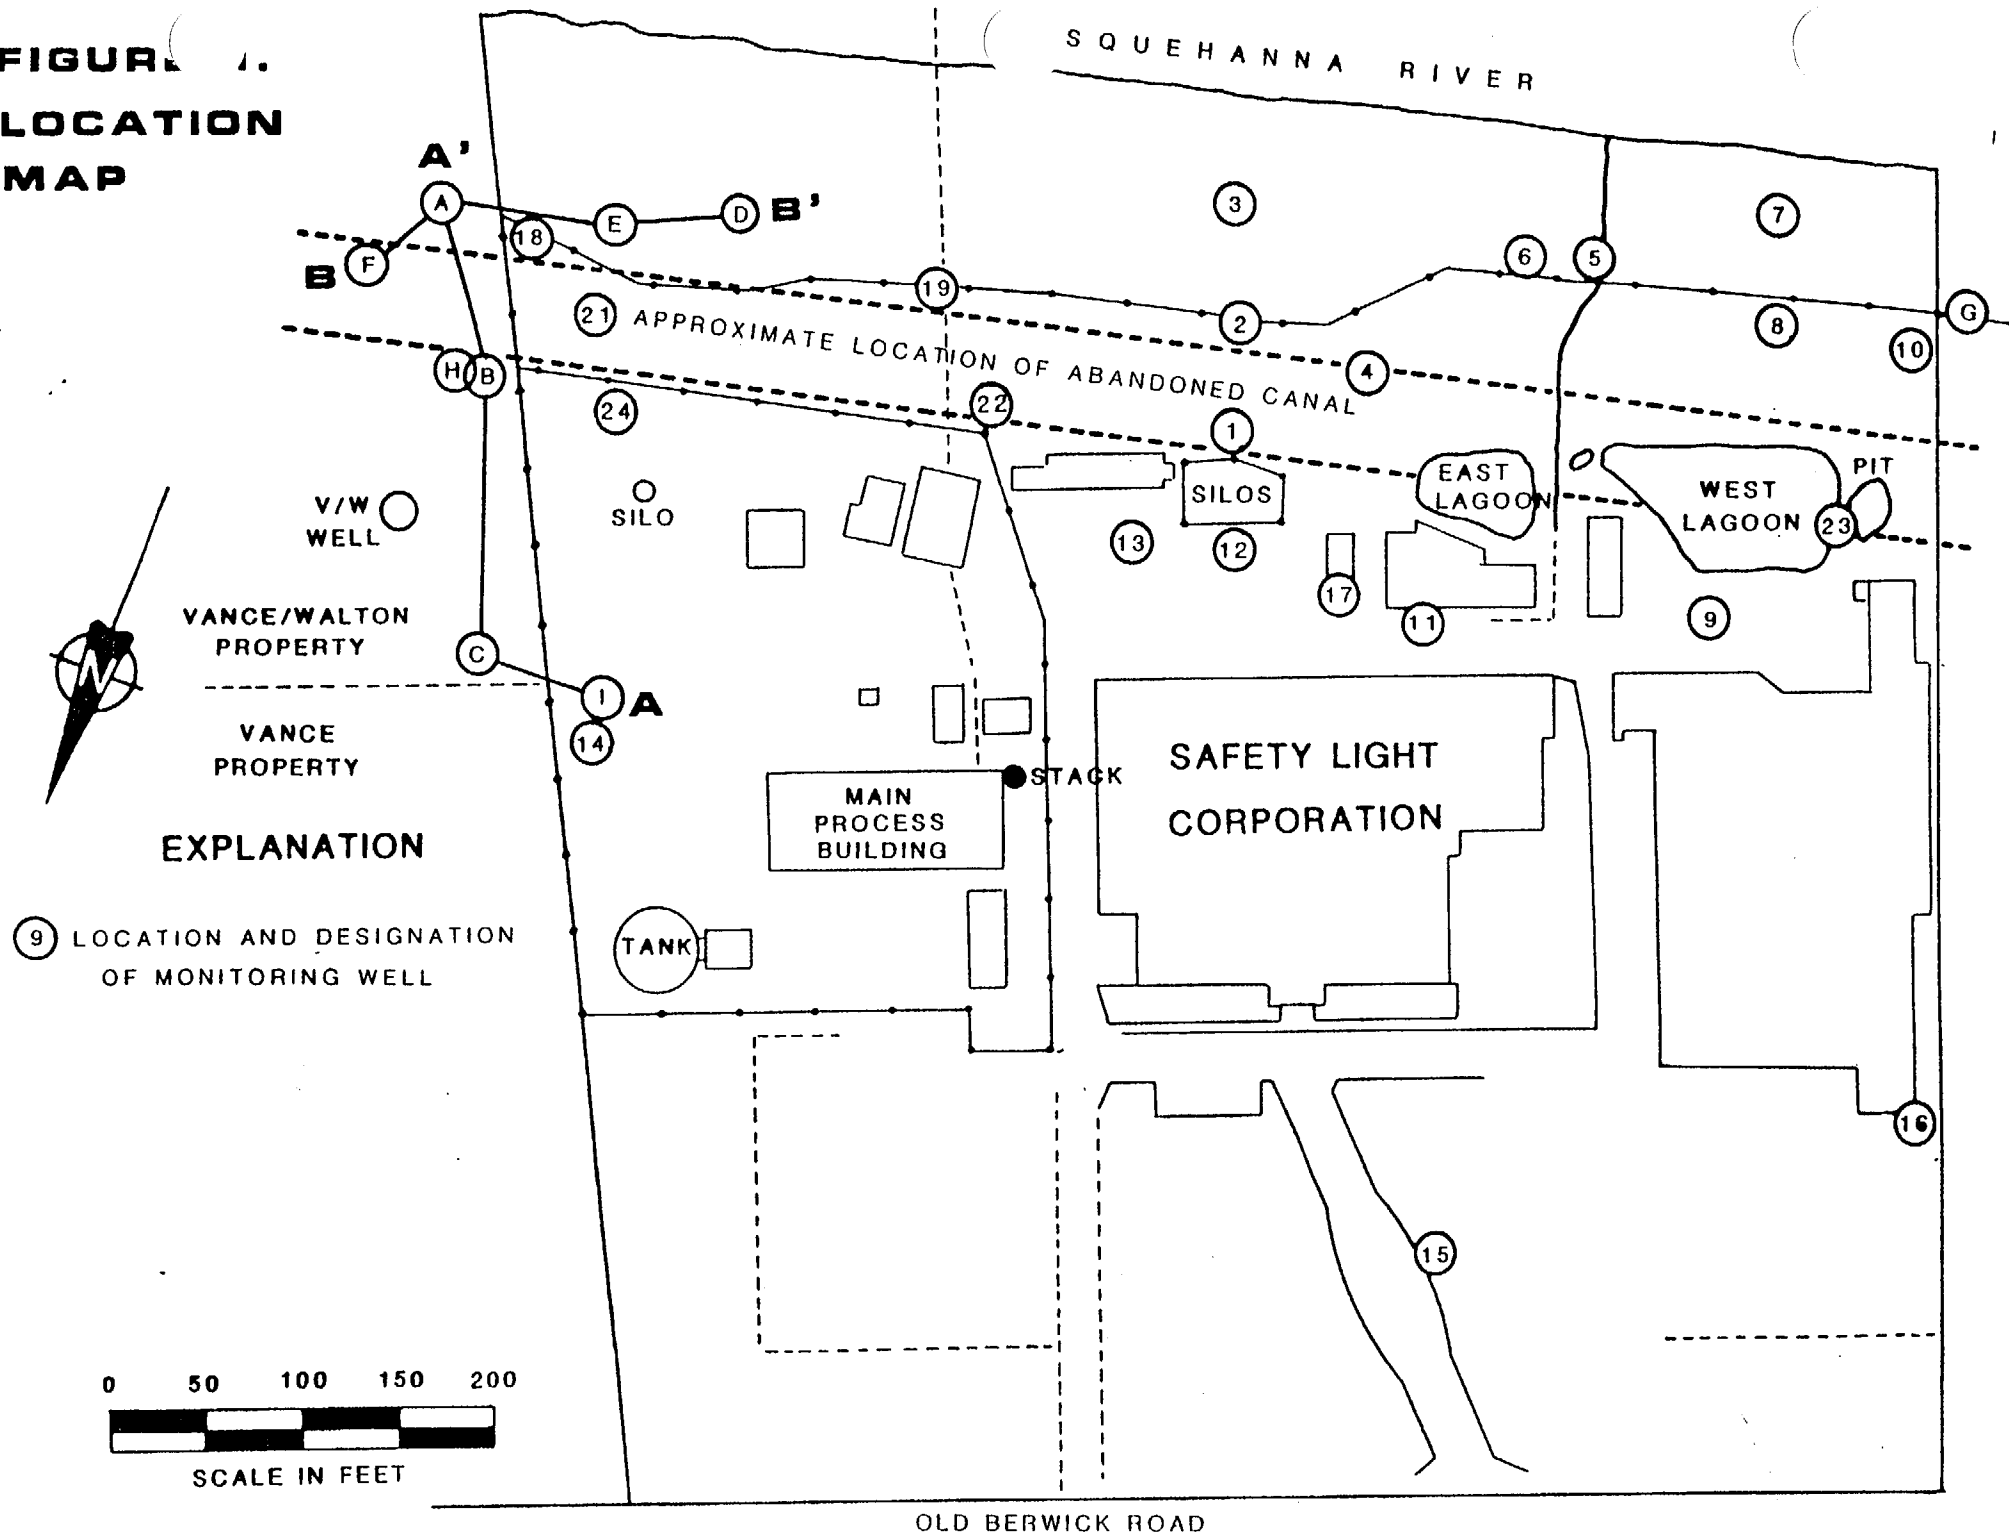 FIGURE 1.
LOCATION
MAP
SQUEHANNA RIVER
A'
A
E
D
B'
B
F
18
3
7
6
5
19
21
2
8
G
10
APPROXIMATE LOCATION OF ABANDONED CANAL
4
H
B
24
22
1
V/W
WELL
SILO
SILOS
EAST
LAGOON
WEST
LAGOON
PIT
23
13
12
17
11
9
VANCE/WALTON
PROPERTY
C
I
A
14
VANCE
PROPERTY
N
STACK
MAIN
PROCESS
BUILDING
SAFETY LIGHT
CORPORATION
EXPLANATION
9 LOCATION AND DESIGNATION
OF MONITORING WELL
TANK
16
15
0 50 100 150 200
SCALE IN FEET
OLD BERWICK ROAD